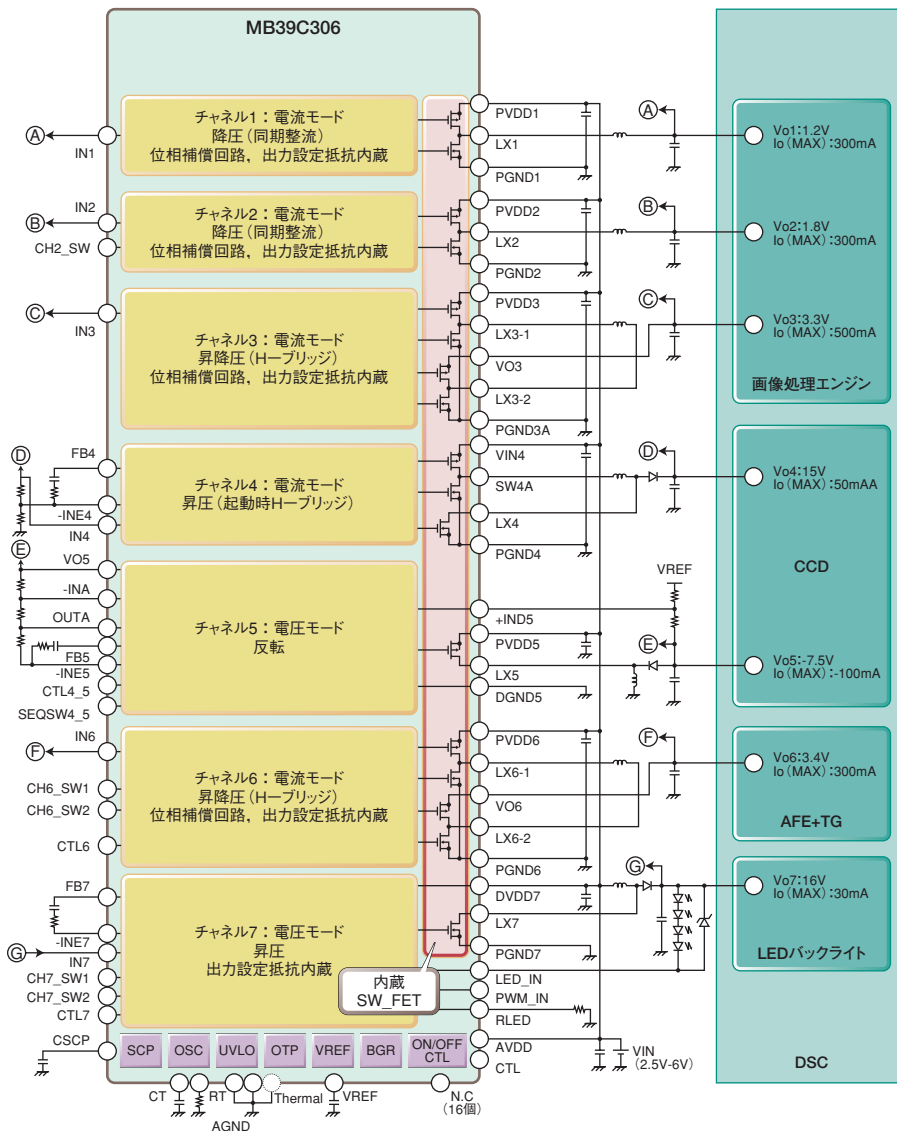 MB39C306
チャネル1：電流モード
降圧（同期整流）
位相補償回路，出力設定抵抗内蔵
チャネル2：電流モード
降圧（同期整流）
位相補償回路，出力設定抵抗内蔵
チャネル3：電流モード
昇降圧（Hーブリッジ）
位相補償回路，出力設定抵抗内蔵
チャネル4：電流モード
昇圧（起動時Hーブリッジ）
チャネル5：電圧モード
反転
チャネル6：電流モード
昇降圧（Hーブリッジ）
位相補償回路，出力設定抵抗内蔵
チャネル7：電圧モード
昇圧
出力設定抵抗内蔵
内蔵
SW_FET
SCP
OSC
UVLO
OTP
VREF
BGR
ON/OFF
CTL
A
IN1
IN2
B
CH2_SW
C
IN3
D
FB4
-INE4
IN4
E
VO5
-INA
OUTA
FB5
-INE5
CTL4_5
SEQSW4_5
IN6
F
CH6_SW1
CH6_SW2
CTL6
FB7
-INE7
G
IN7
CH7_SW1
CH7_SW2
CTL7
CSCP
CT
RT
AGND
Thermal
VREF
N.C
（16個）
PVDD1
LX1
PGND1
PVDD2
LX2
PGND2
PVDD3
LX3-1
VO3
LX3-2
PGND3A
VIN4
SW4A
LX4
PGND4
+IND5
PVDD5
LX5
DGND5
PVDD6
LX6-1
VO6
LX6-2
PGND6
DVDD7
LX7
PGND7
LED_IN
PWM_IN
RLED
AVDD
CTL
VIN
（2.5V-6V）
A
B
C
D
VREF
E
F
G
Vo1：1.2V
Io（MAX）：300mA
Vo2：1.8V
Io（MAX）：300mA
Vo3：3.3V
Io（MAX）：500mA
画像処理エンジン
Vo4：15V
Io（MAX）：50mAA
CCD
Vo5：-7.5V
Io（MAX）：-100mA
Vo6：3.4V
Io（MAX）：300mA
AFE+TG
Vo7：16V
Io（MAX）：30mA
LEDバックライト
DSC